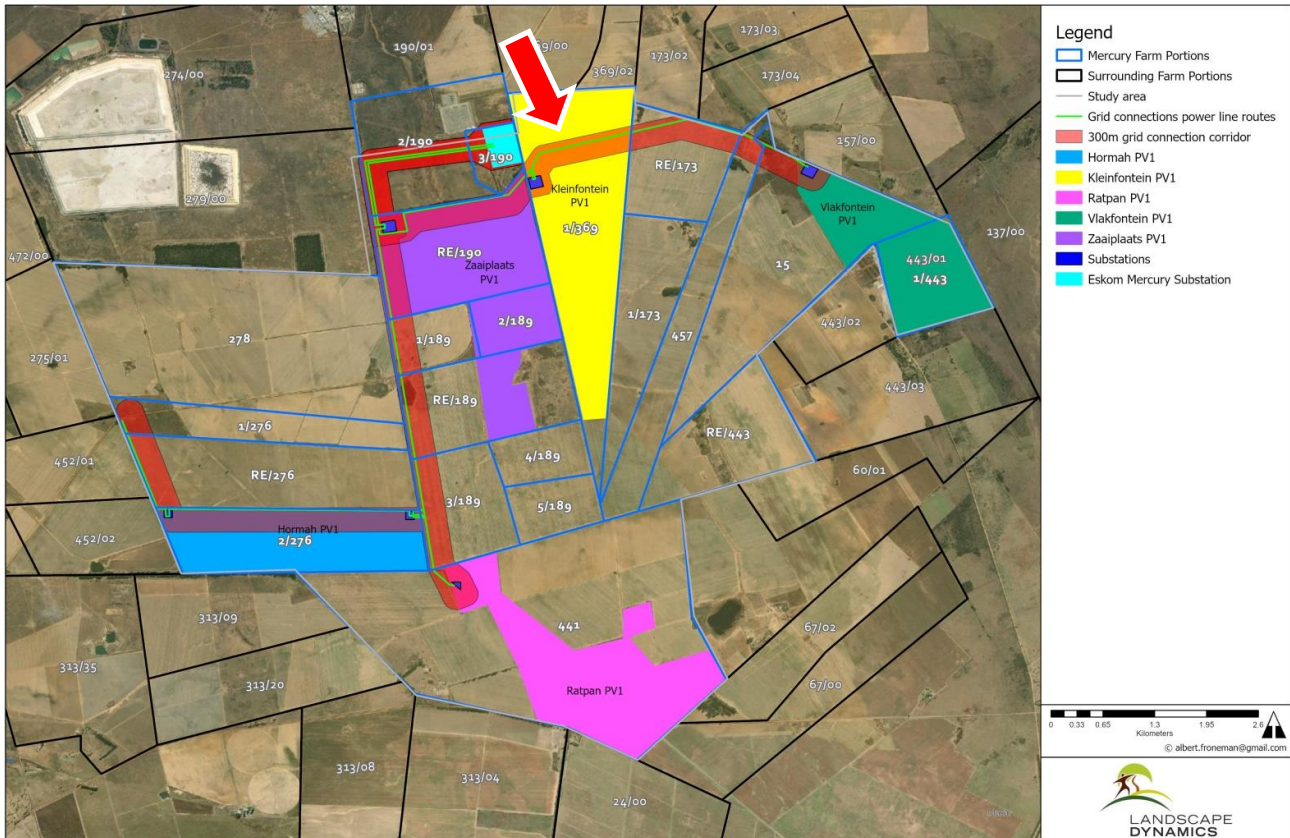 190/01
69/00
369/02
173/02
173/03
173/04
274/00
2/190
3/190
157/00
RE/173
Kleinfontein
PV1
1/369
279/00
Vlakfontein
PV1
137/00
472/00
RE/190
Zaaiplaats
PV1
15
443/01
1/443
278
2/189
1/189
1/173
457
443/02
275/01
RE/189
443/03
1/276
RE/276
4/189
RE/443
60/01
452/01
3/189
5/189
Hormah PV1
2/276
452/02
313/09
441
67/02
313/35
313/20
Ratpan PV1
67/00
313/08
313/04
24/00
Legend
Mercury Farm Portions
Surrounding Farm Portions
Study area
Grid connections power line routes
300m grid connection corridor
Hormah PV1
Kleinfontein PV1
Ratpan PV1
Vlakfontein PV1
Zaaiplaats PV1
Substations
Eskom Mercury Substation
0 0.33 0.65 1.3 1.95 2.6
Kilometers
© albert.froneman@gmail.com
LANDSCAPE
DYNAMICS